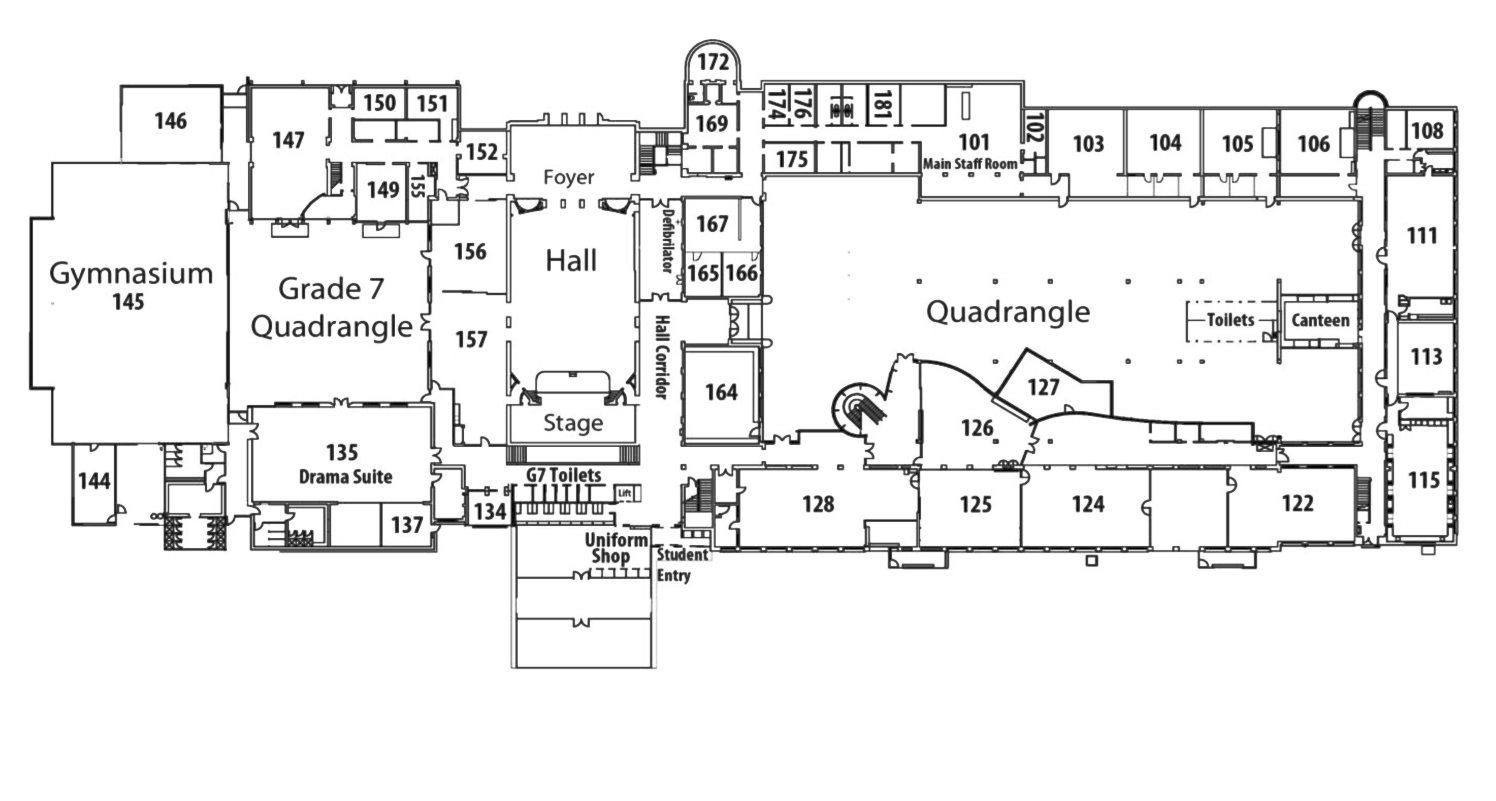 172
146
147
150
151
152
169
174
176
181
175
101
Main Staff Room
102
103
104
105
106
108
149
155
Foyer
156
Hall
Defibrilator
167
165
166
111
Gymnasium
145
Grade 7
Quadrangle
157
Hall Corridor
Quadrangle
Toilets
Canteen
113
164
127
126
Stage
135
Drama Suite
144
137
134
G7 Toilets
Lift
128
125
124
122
115
Uniform
Shop
Student
Entry